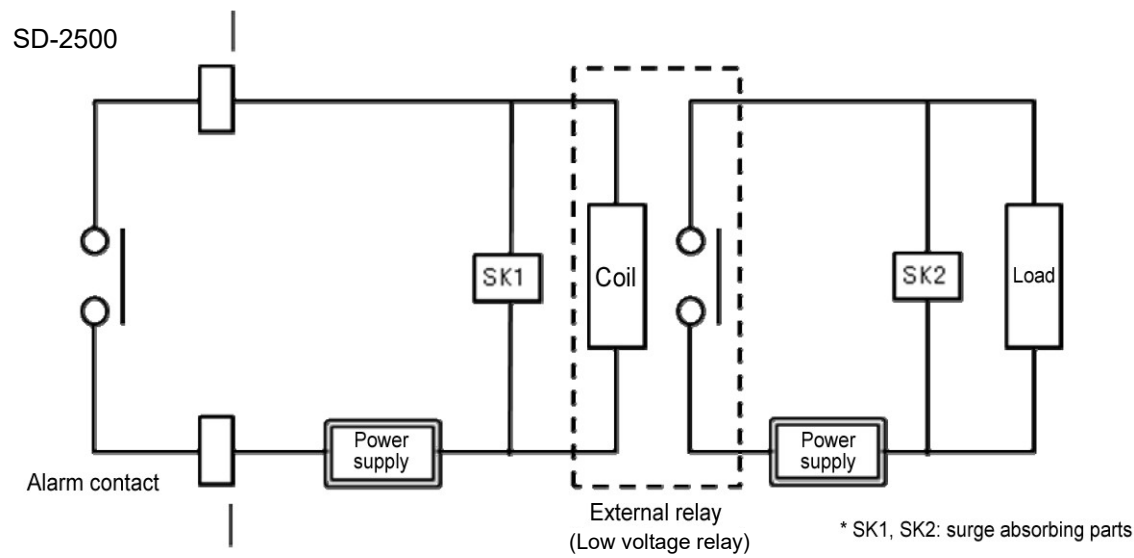 SD-2500
SK1
Coil
SK2
Load
Power
supply
Power
supply
Alarm contact
External relay
(Low voltage relay)
* SK1, SK2: surge absorbing parts